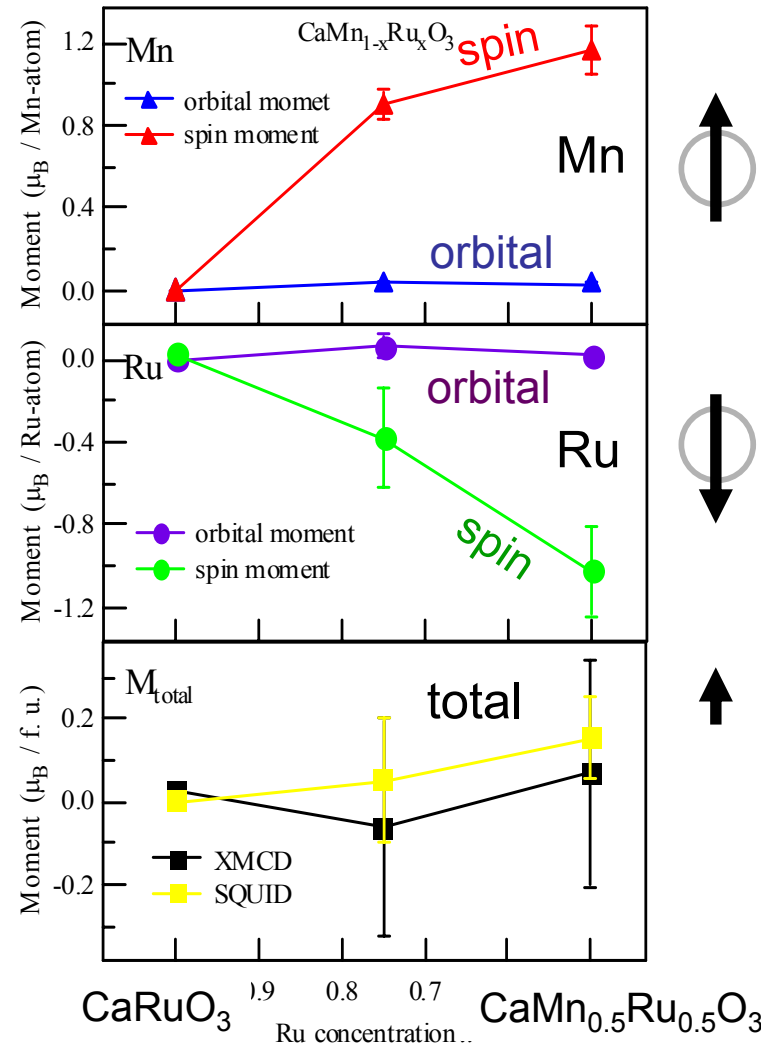 CaMn1-xRuxO3
Mn
spin
orbital momet
spin moment
Mn
orbital
Moment (μB / Mn-atom)
1.2
0.8
0.4
0.0
Ru
orbital
Ru
orbital moment
spin moment
spin
Moment (μB / Ru-atom)
0.0
-0.4
-0.8
-1.2
Mtotal
total
XMCD
SQUID
Moment (μB / f. u.)
0.2
0.0
-0.2
CaRuO3 ).9 0.8 0.7 CaMn0.5Ru0.5O3
Ru concentration